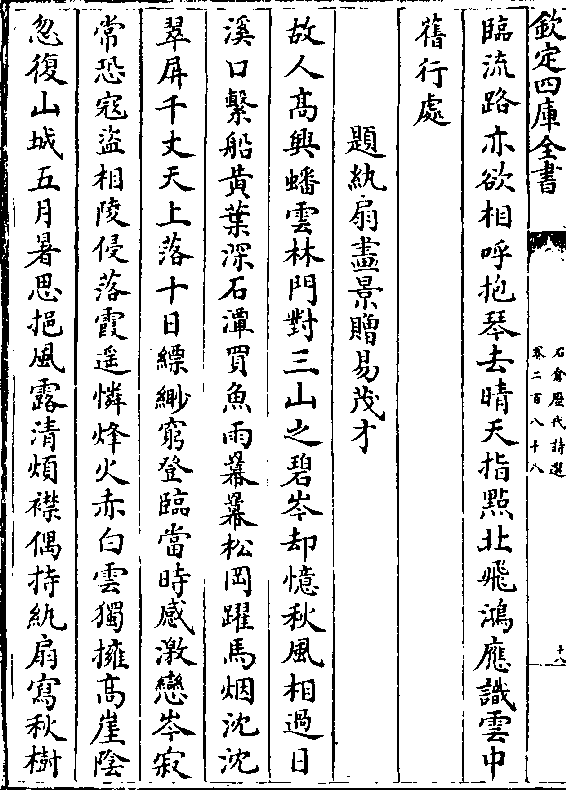 欽定四庫全書
石倉歴代詩選
卷二百八十八
十八
臨流路亦欲相呼抱琴去晴天指點北飛鴻應識雲中
舊行處
題紈扇畫景贈易茂才
故人髙興蟠雲林門對三山之碧岑却憶秋風相過日
溪口繫船黄葉深石潭買魚雨冪冪松岡躍馬烟沈沈
翠屏千丈天上落十日縹緲窮登臨當時感激戀岑寂
常恐寇盜相陵侵落霞遥憐烽火赤白雲獨擁髙崖陰
忽復山城五月暑思挹風露清煩襟偶持紈扇寫秋樹